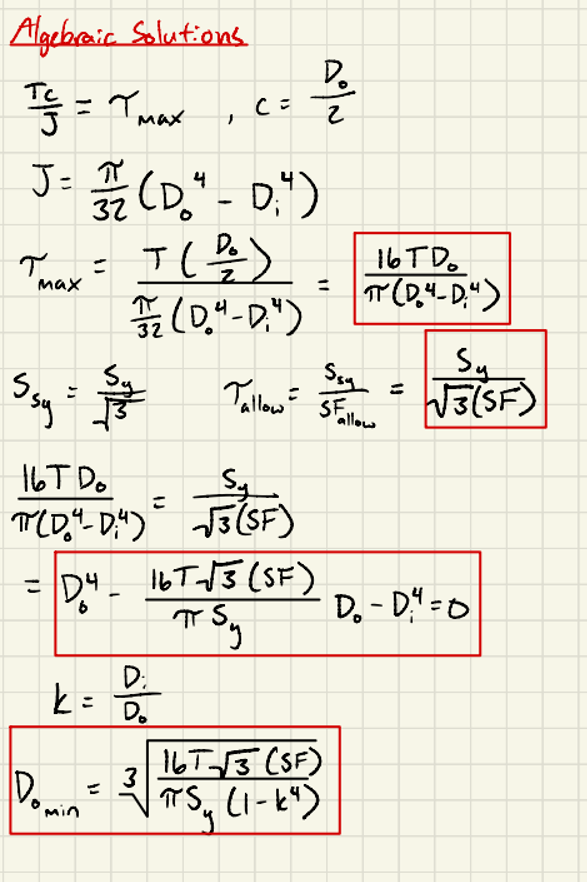 Algebraic Solutions
Tc/J = τmax , c = Do/2
J = π/32 (Do⁴ - Di⁴)
τmax = T(Do/2) / π/32 (Do⁴ - Di⁴) = 16TDo / π(Do⁴ - Di⁴)
Ssy = Sy/√3 τallow = Ssy/SFallow = Sy/√3(SF)
16TDo / π(Do⁴ - Di⁴) = Sy/√3(SF)
= Do⁴ - 16T√3(SF)/πSy Do - Di⁴ = 0
k = Di/Do
Domin = ³√(16T√3(SF) / πSy(1 - k⁴))